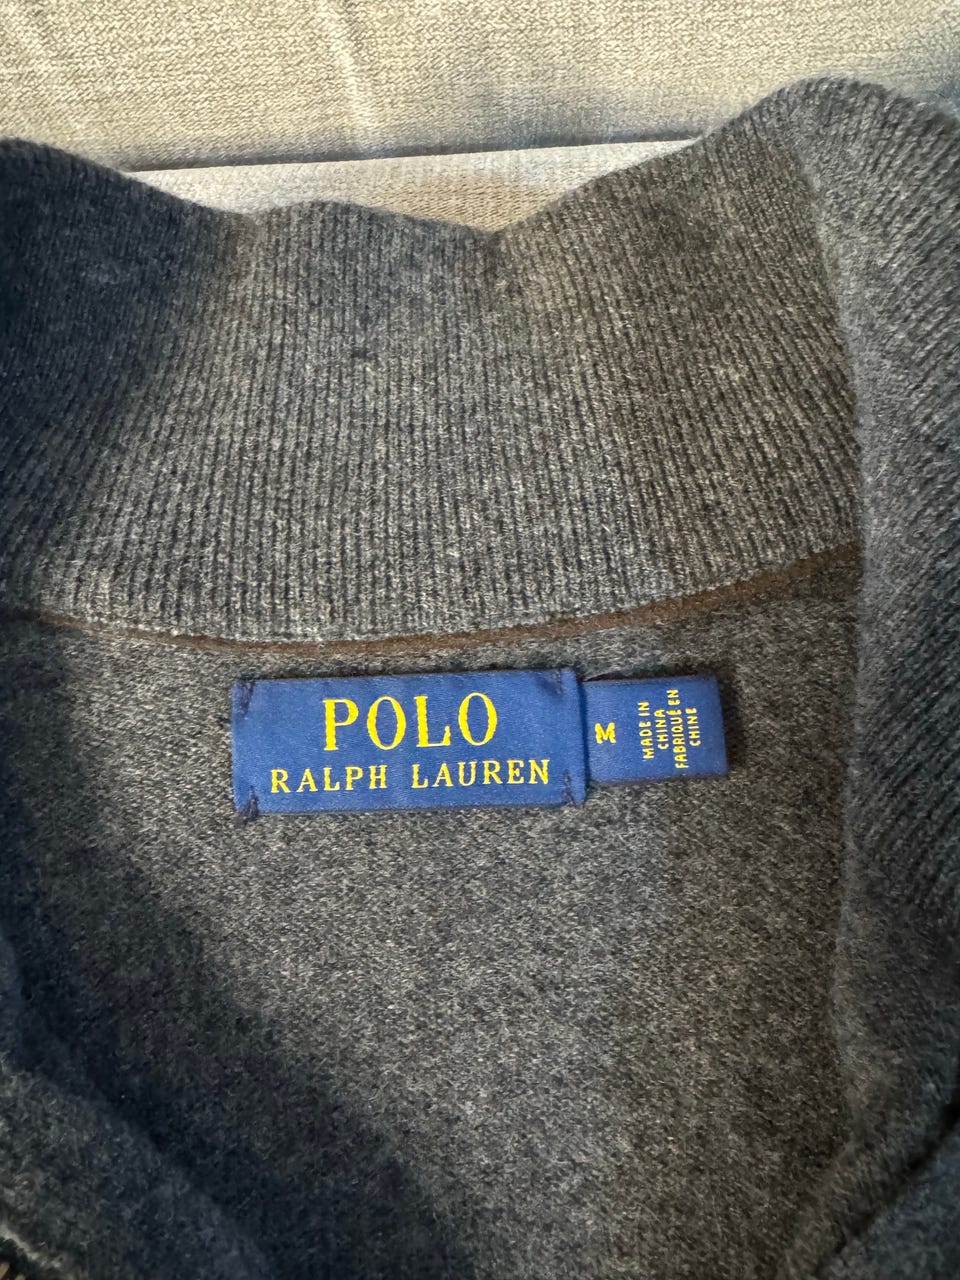 POLO
RALPH LAUREN
M
MADE IN
CHINA
FABRIQUÉ EN
CHINE